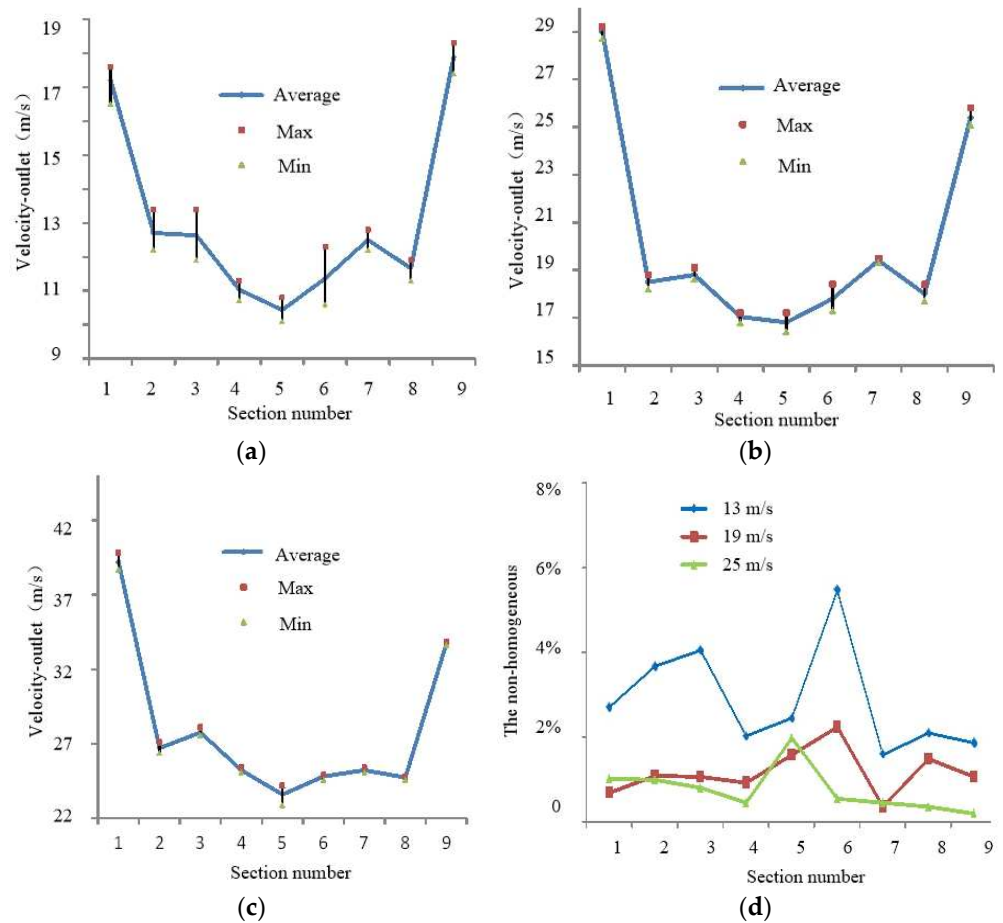 19
17
15
13
11
9
Velocity-outlet（m/s）
Average
Max
Min
1 2 3 4 5 6 7 8 9
Section number
(a)
29
27
25
23
21
19
17
15
Velocity-outlet（m/s）
Average
Max
Min
1 2 3 4 5 6 7 8 9
Section number
(b)
42
37
32
27
22
Velocity-outlet（m/s）
Average
Max
Min
1 2 3 4 5 6 7 8 9
Section number
(c)
8%
6%
4%
2%
0
The non-homogeneous
13 m/s
19 m/s
25 m/s
1 2 3 4 5 6 7 8 9
Section number
(d)